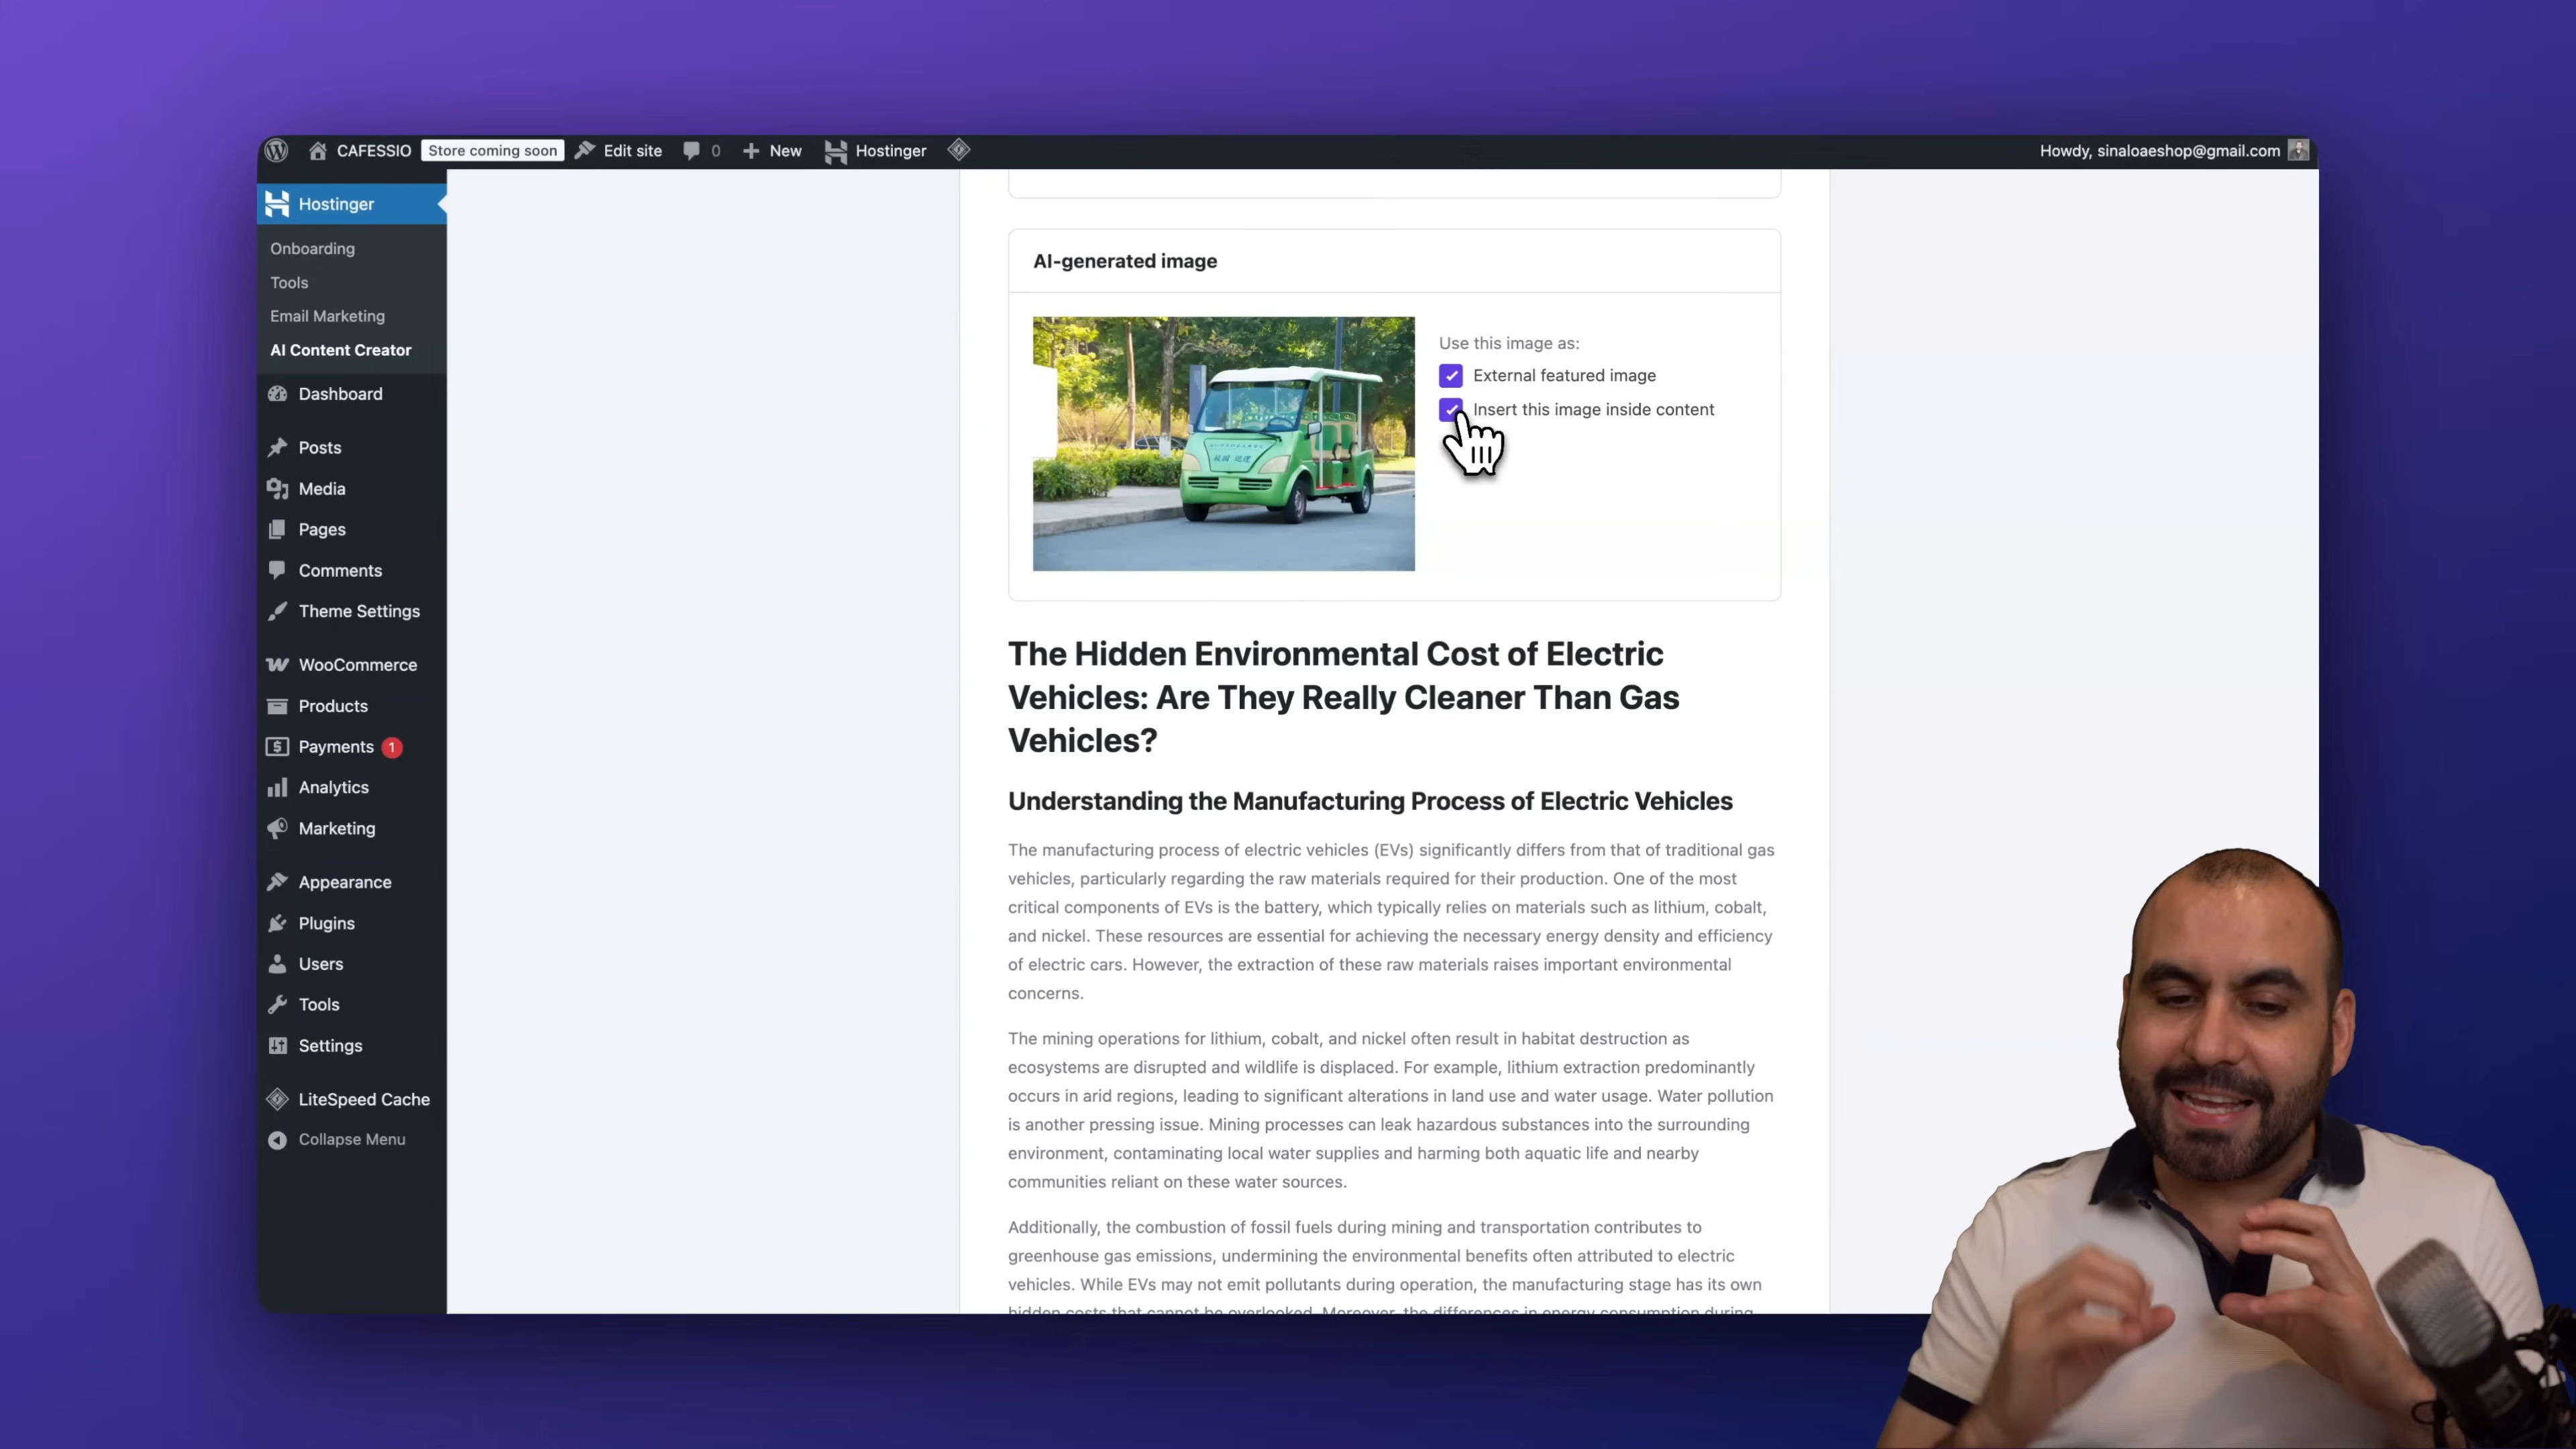 CAFESSIO Store coming soon Edit site 0 New Hostinger Howdy, sinaloaeshop@gmail.com
Hostinger
Onboarding
Tools
Email Marketing
AI Content Creator
Dashboard
Posts
Media
Pages
Comments
Theme Settings
WooCommerce
Products
Payments 1
Analytics
Marketing
Appearance
Plugins
Users
Tools
Settings
LiteSpeed Cache
Collapse Menu
AI-generated image
Use this image as:
External featured image
Insert this image inside content
The Hidden Environmental Cost of Electric
Vehicles: Are They Really Cleaner Than Gas
Vehicles?
Understanding the Manufacturing Process of Electric Vehicles
The manufacturing process of electric vehicles (EVs) significantly differs from that of traditional gas
vehicles, particularly regarding the raw materials required for their production. One of the most
critical components of EVs is the battery, which typically relies on materials such as lithium, cobalt,
and nickel. These resources are essential for achieving the necessary energy density and efficiency
of electric cars. However, the extraction of these raw materials raises important environmental
concerns.
The mining operations for lithium, cobalt, and nickel often result in habitat destruction as
ecosystems are disrupted and wildlife is displaced. For example, lithium extraction predominantly
occurs in arid regions, leading to significant alterations in land use and water usage. Water pollution
is another pressing issue. Mining processes can leak hazardous substances into the surrounding
environment, contaminating local water supplies and harming both aquatic life and nearby
communities reliant on these water sources.
Additionally, the combustion of fossil fuels during mining and transportation contributes to
greenhouse gas emissions, undermining the environmental benefits often attributed to electric
vehicles. While EVs may not emit pollutants during operation, the manufacturing stage has its own
hidden costs that cannot be overlooked. Moreover, the differences in energy consumption during